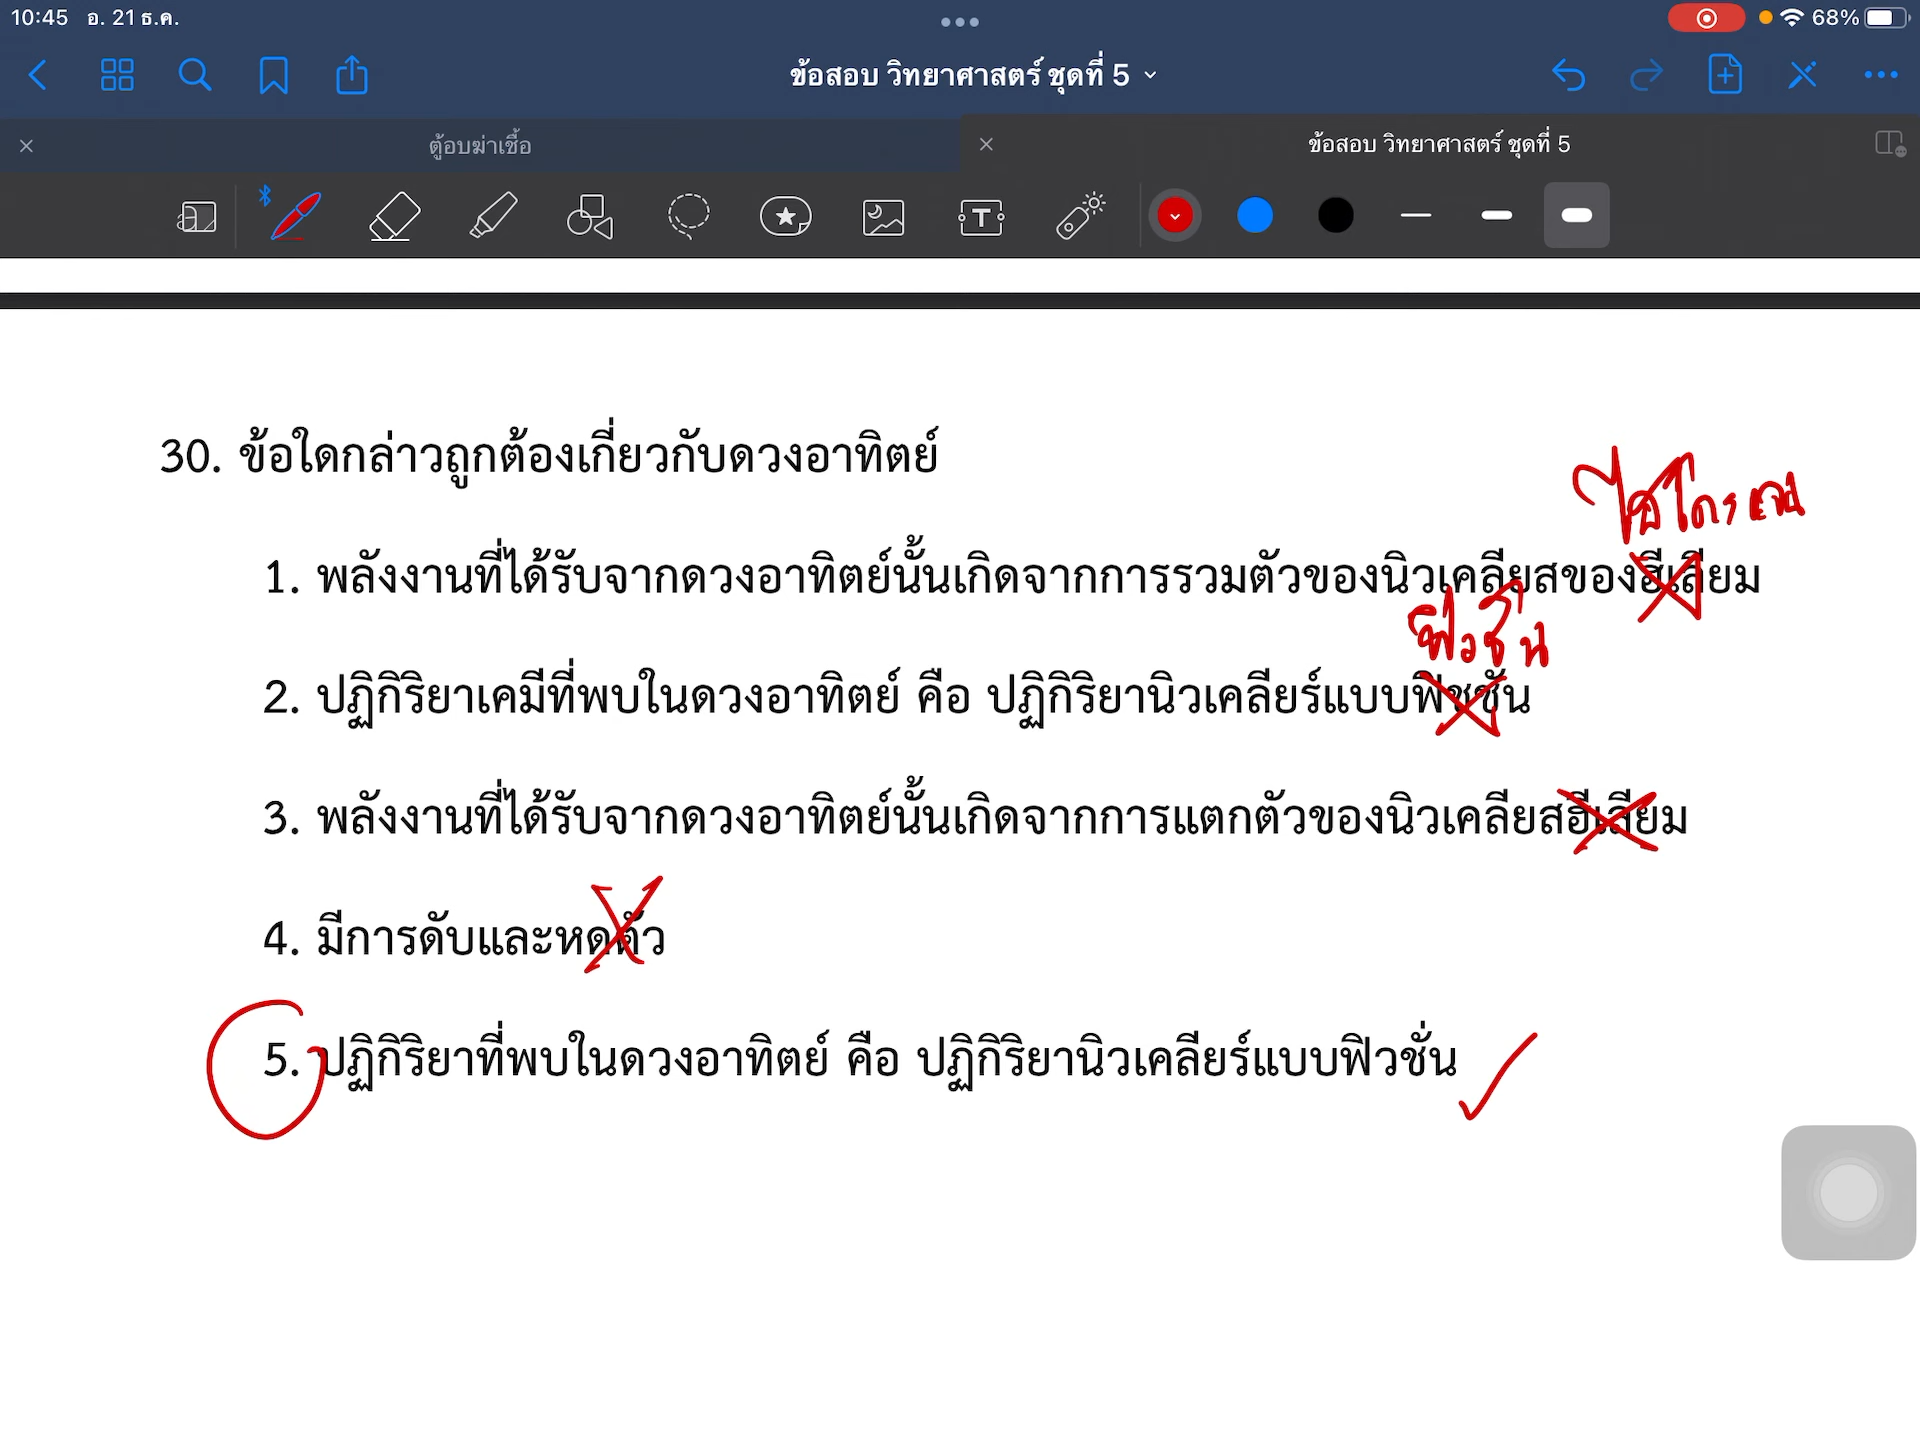 10:45 อ. 21 ธ.ค.
68%
ข้อสอบ วิทยาศาสตร์ ชุดที่ 5
ตู้อบฆ่าเชื้อ
ข้อสอบ วิทยาศาสตร์ ชุดที่ 5
30. ข้อใดกล่าวถูกต้องเกี่ยวกับดวงอาทิตย์
ไฮโดรเจน
1. พลังงานที่ได้รับจากดวงอาทิตย์นั้นเกิดจากการรวมตัวของนิวเคลียสของฮีเลียม
ฟิวชั่น
2. ปฏิกิริยาเคมีที่พบในดวงอาทิตย์ คือ ปฏิกิริยานิวเคลียร์แบบฟิชชั่น
3. พลังงานที่ได้รับจากดวงอาทิตย์นั้นเกิดจากการแตกตัวของนิวเคลียสฮีเลียม
4. มีการดับและหดตัว
5. ปฏิกิริยาที่พบในดวงอาทิตย์ คือ ปฏิกิริยานิวเคลียร์แบบฟิวชั่น